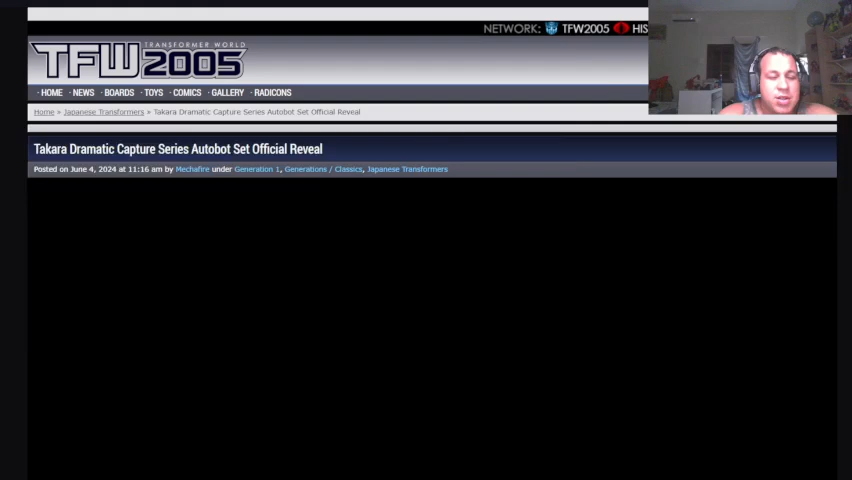 NETWORK: TFW2005 HIS
TRANSFORMER WORLD
TFW2005
· HOME · NEWS · BOARDS · TOYS · COMICS · GALLERY · RADICONS
Home » Japanese Transformers » Takara Dramatic Capture Series Autobot Set Official Reveal
Takara Dramatic Capture Series Autobot Set Official Reveal
Posted on June 4, 2024 at 11:16 am by Mechafire under Generation 1, Generations / Classics, Japanese Transformers